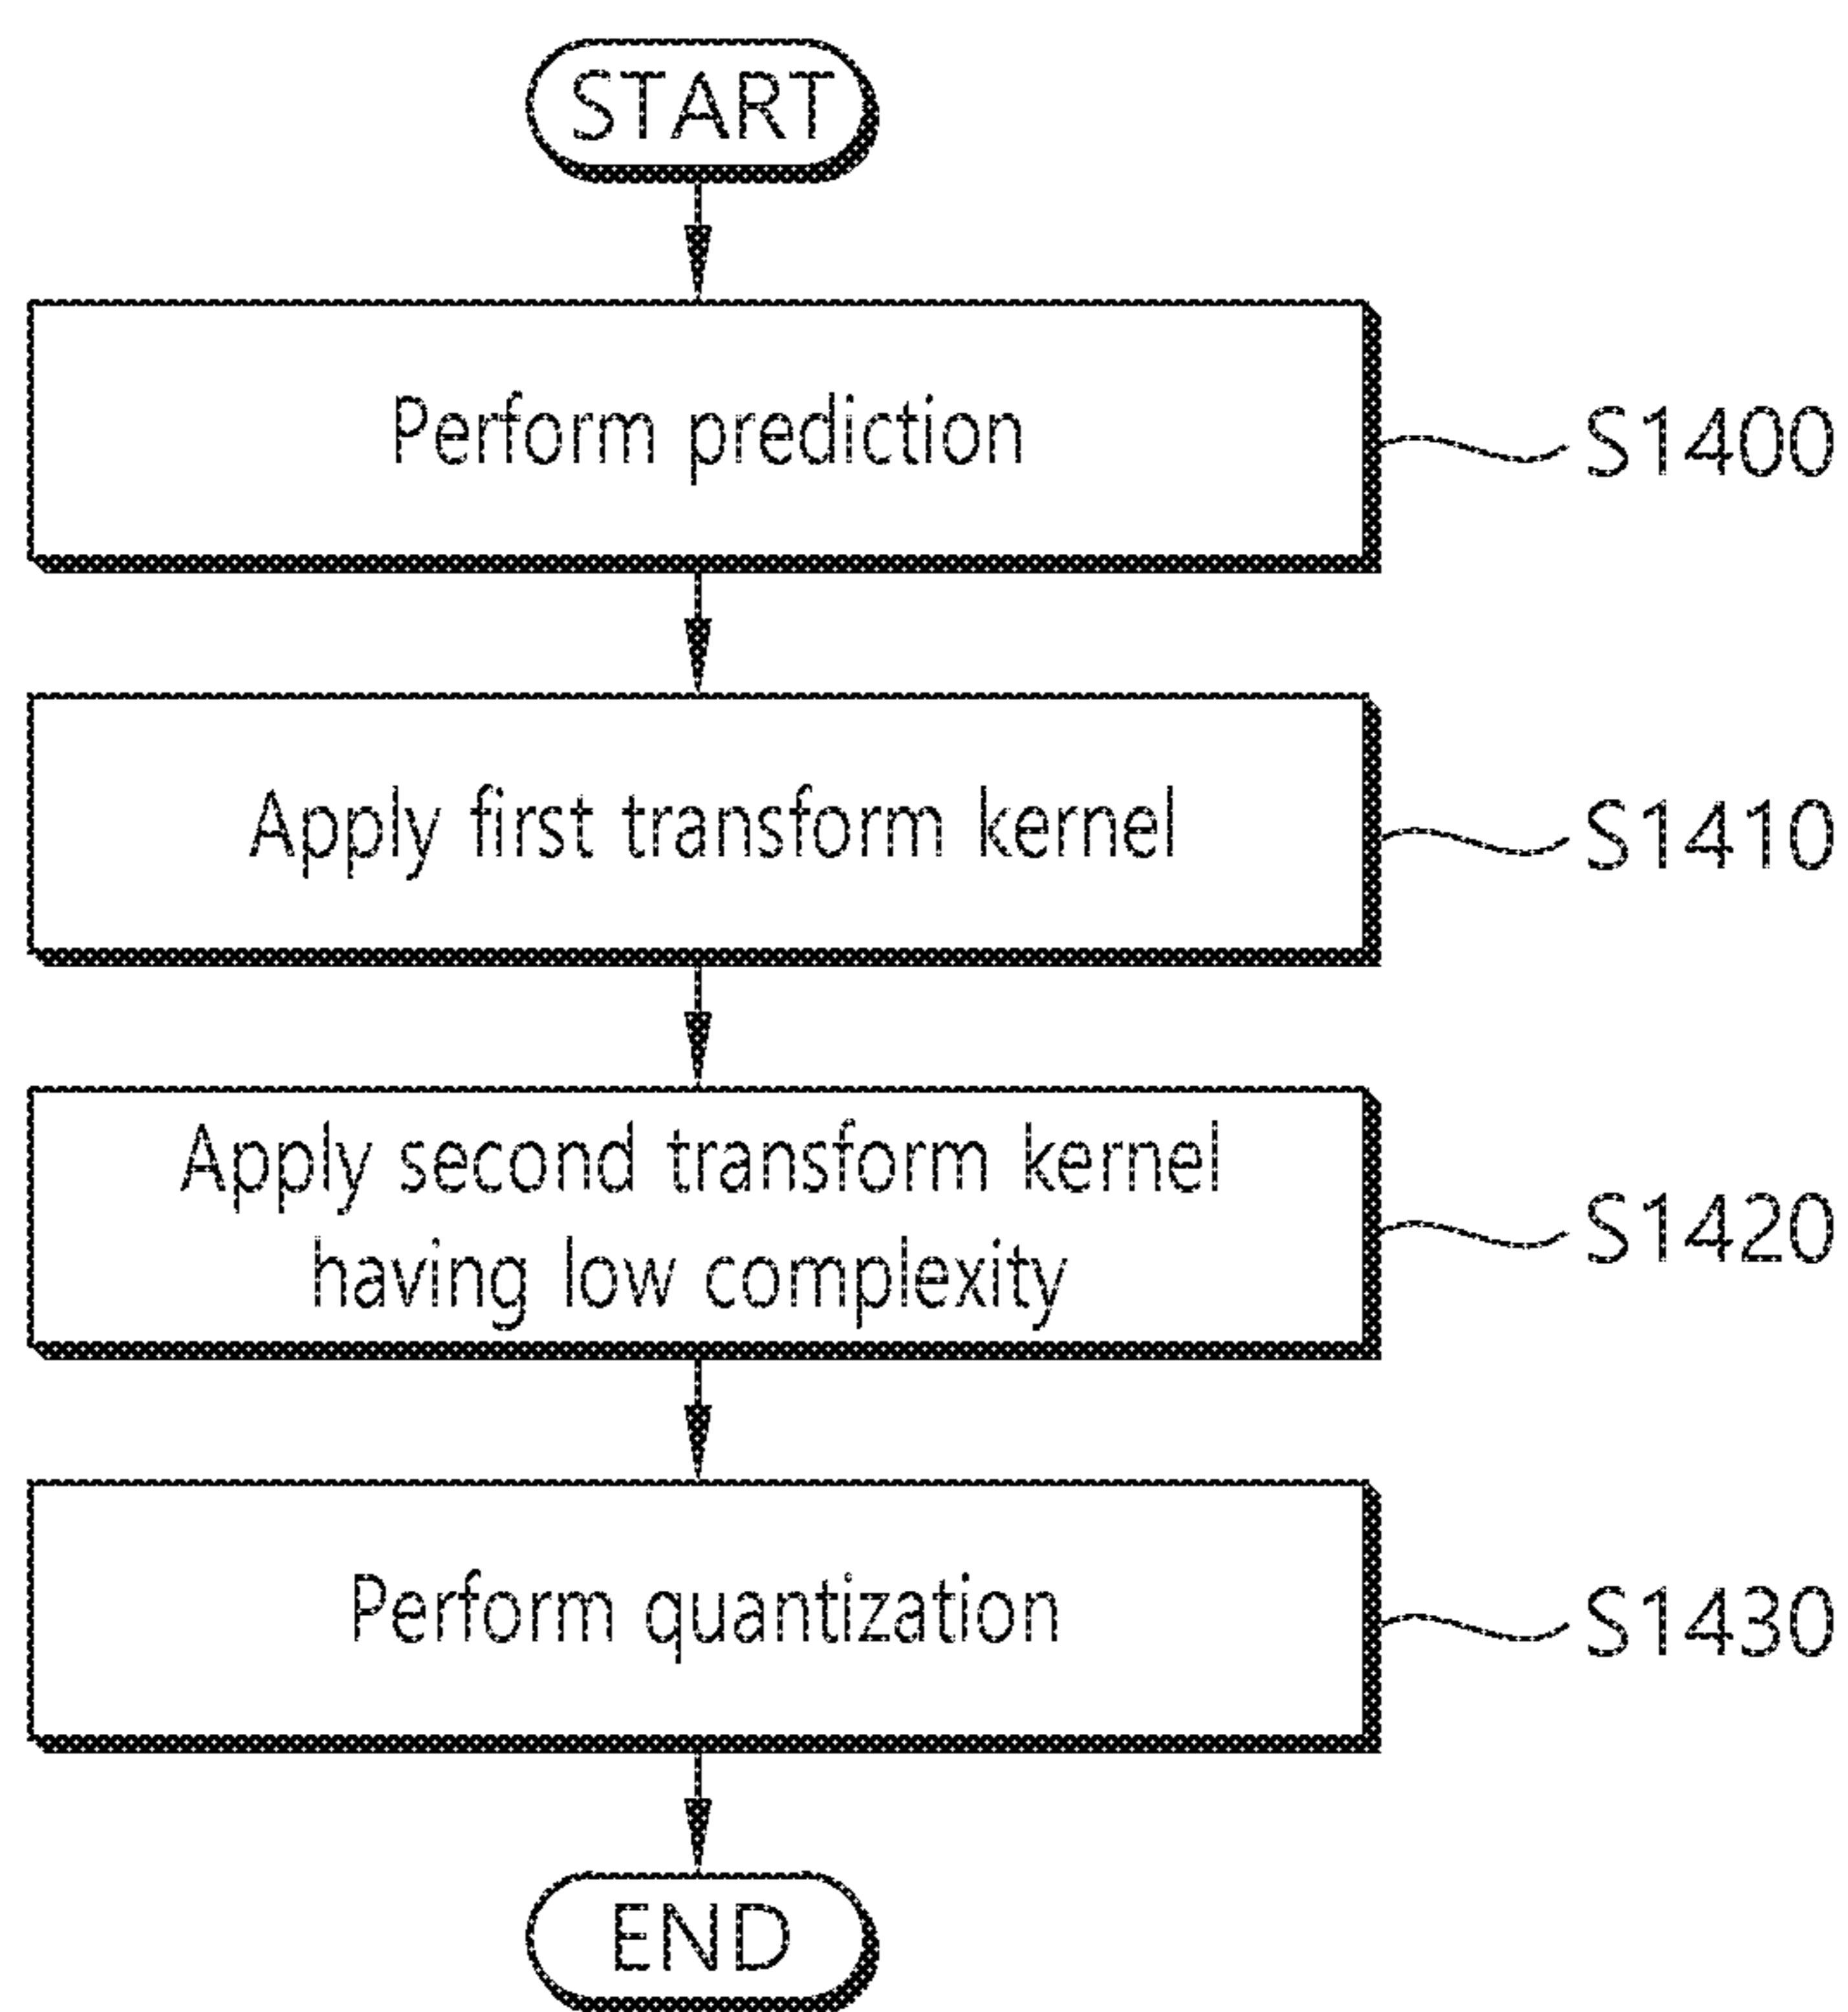 START
Perform prediction
S1400
Apply first transform kernel
S1410
Apply second transform kernel
having low complexity
S1420
Perform quantization
S1430
END